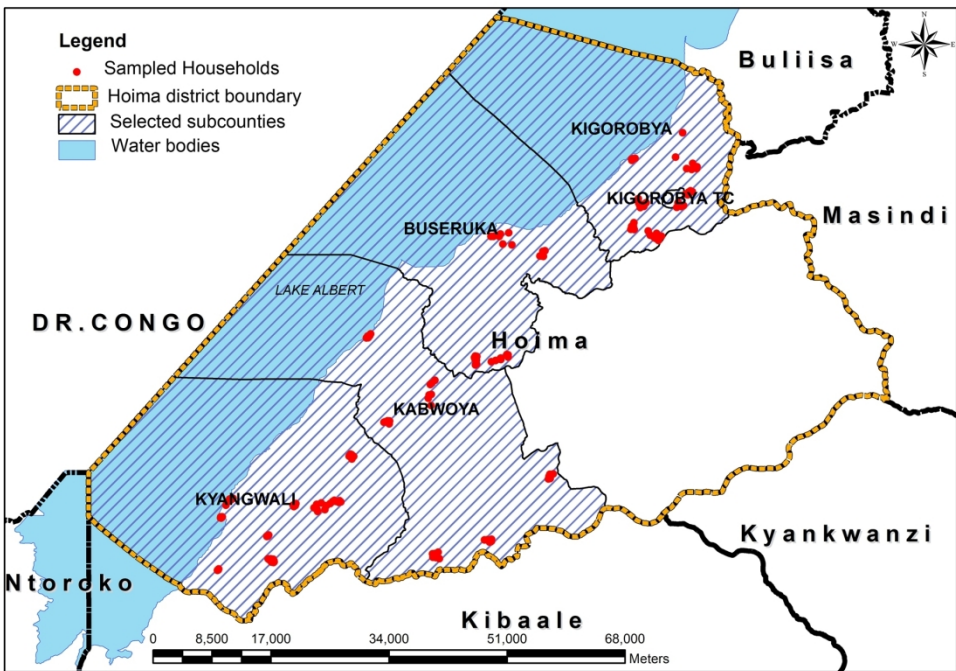 Legend
Sampled Households
Hoima district boundary
Selected subcounties
Water bodies
N
W E
S
Buliisa
KIGOROBYA
KIGOROBYA TC
Masindi
BUSERUKA
LAKE ALBERT
DR.CONGO
Hoima
KABWOYA
KYANGWALI
Kyankwanzi
Ntoroko
Kibaale
0 8,500 17,000 34,000 51,000 68,000
Meters